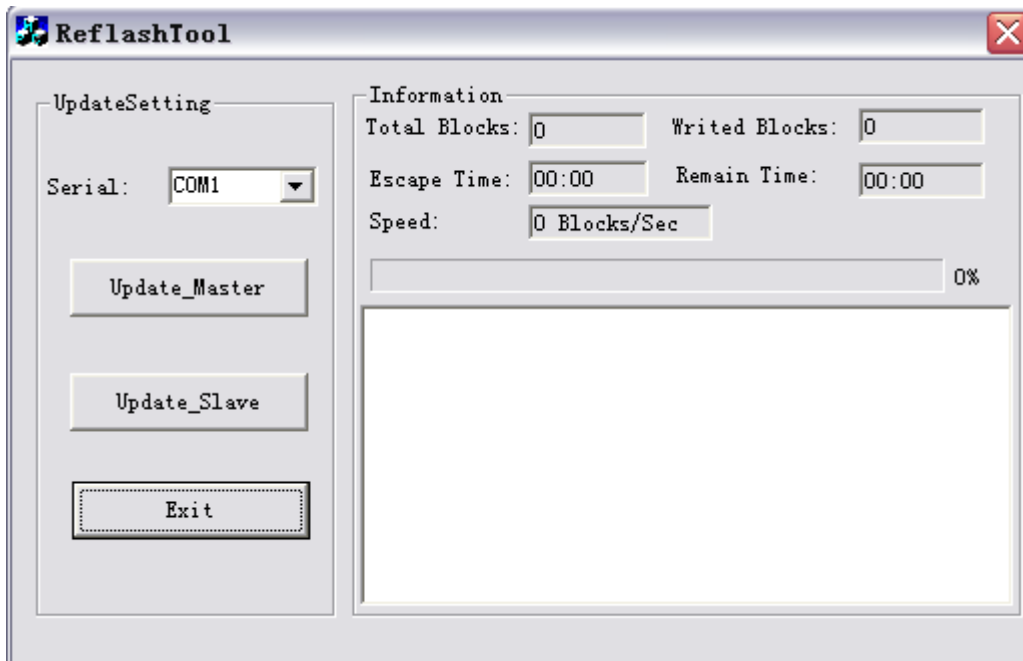 ReflashTool
UpdateSetting
Serial: COM1
Update_Master
Update_Slave
Exit
Information
Total Blocks: 0 Writed Blocks: 0
Escape Time: 00:00 Remain Time: 00:00
Speed: 0 Blocks/Sec
0%